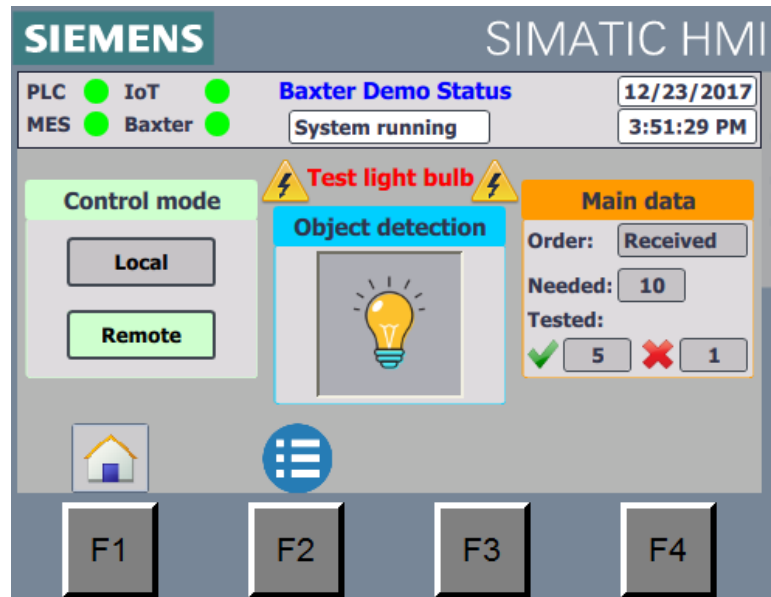 SIEMENS SIMATIC HMI
PLC IoT Baxter Demo Status 12/23/2017
MES Baxter System running 3:51:29 PM
Test light bulb
Control mode Object detection Main data
Local Order: Received
Needed: 10
Remote Tested:
5 1
F1 F2 F3 F4